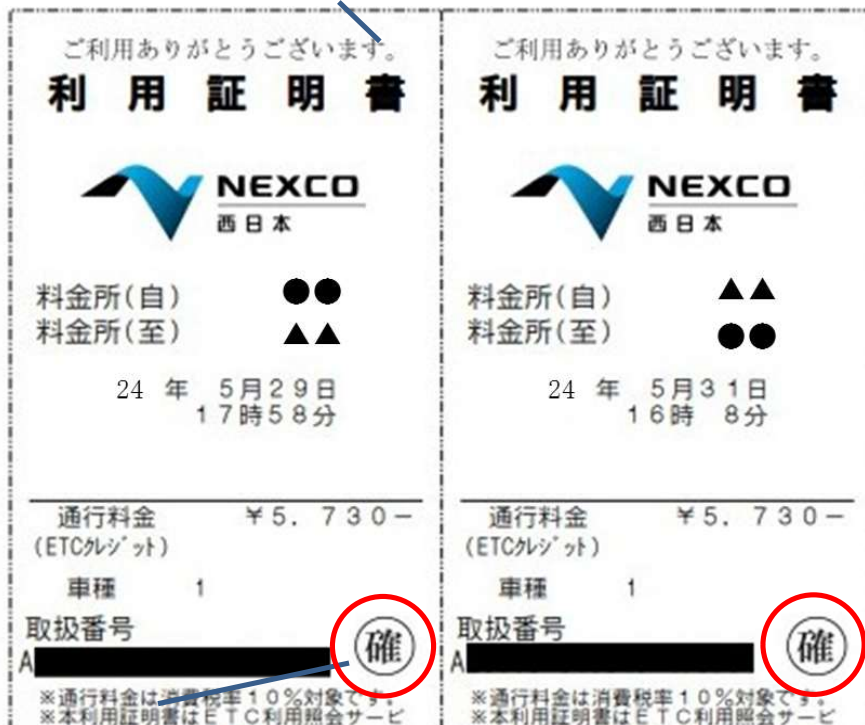 ご利用ありがとうございます。
利用証明書
NEXCO
西日本
料金所(自) ●●
料金所(至) ▲▲
24 年 5月29日
17時58分
通行料金 ¥5,730-
(ETCクレジット)
車種 1
取扱番号
A
確
※通行料金は消費税率10%対象です。
※本利用証明書はETC利用照会サービ
ご利用ありがとうございます。
利用証明書
NEXCO
西日本
料金所(自) ▲▲
料金所(至) ●●
24 年 5月31日
16時 8分
通行料金 ¥5,730-
(ETCクレジット)
車種 1
取扱番号
A
確
※通行料金は消費税率10%対象です。
※本利用証明書はETC利用照会サービ